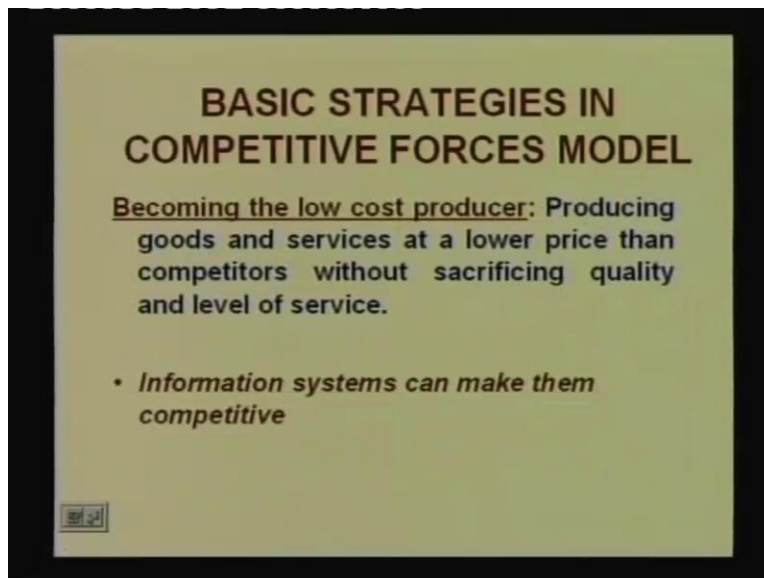 BASIC STRATEGIES IN
COMPETITIVE FORCES MODEL
Becoming the low cost producer: Producing
goods and services at a lower price than
competitors without sacrificing quality
and level of service.
• Information systems can make them
competitive